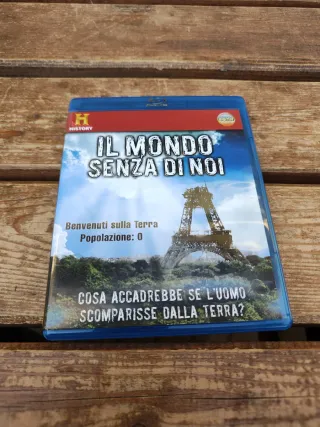 H
HISTORY
IL MONDO
SENZA DI NOI
Benvenuti sulla Terra
Popolazione: 0
COSA ACCADREBBE SE L'UOMO
SCOMPARISSE DALLA TERRA?